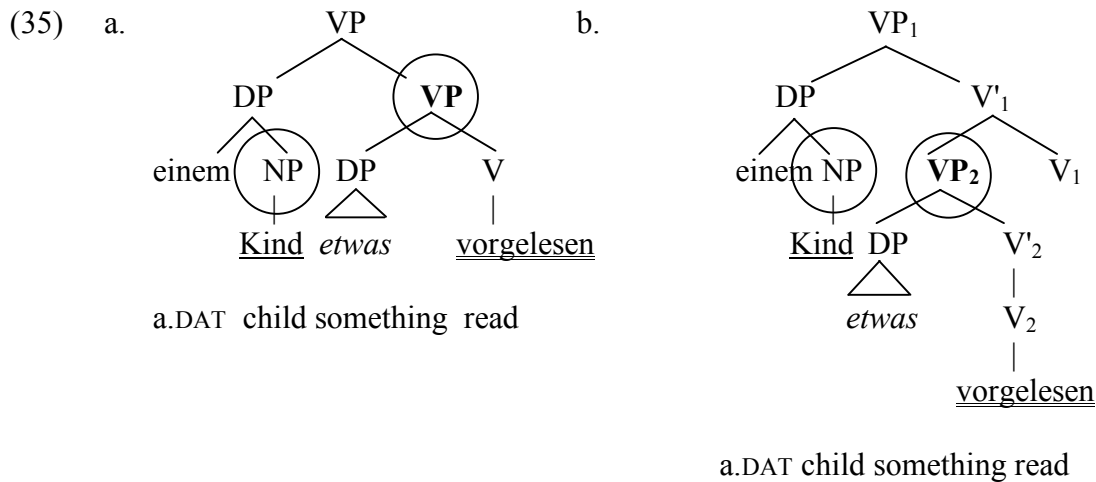 (35) a. VP b. VP₁
DP VP DP V'₁
einem NP DP V einem NP VP₂ V₁
Kind etwas vorgelesen Kind DP V'₂
a.DAT child something read etwas V₂
vorgelesen
a.DAT child something read